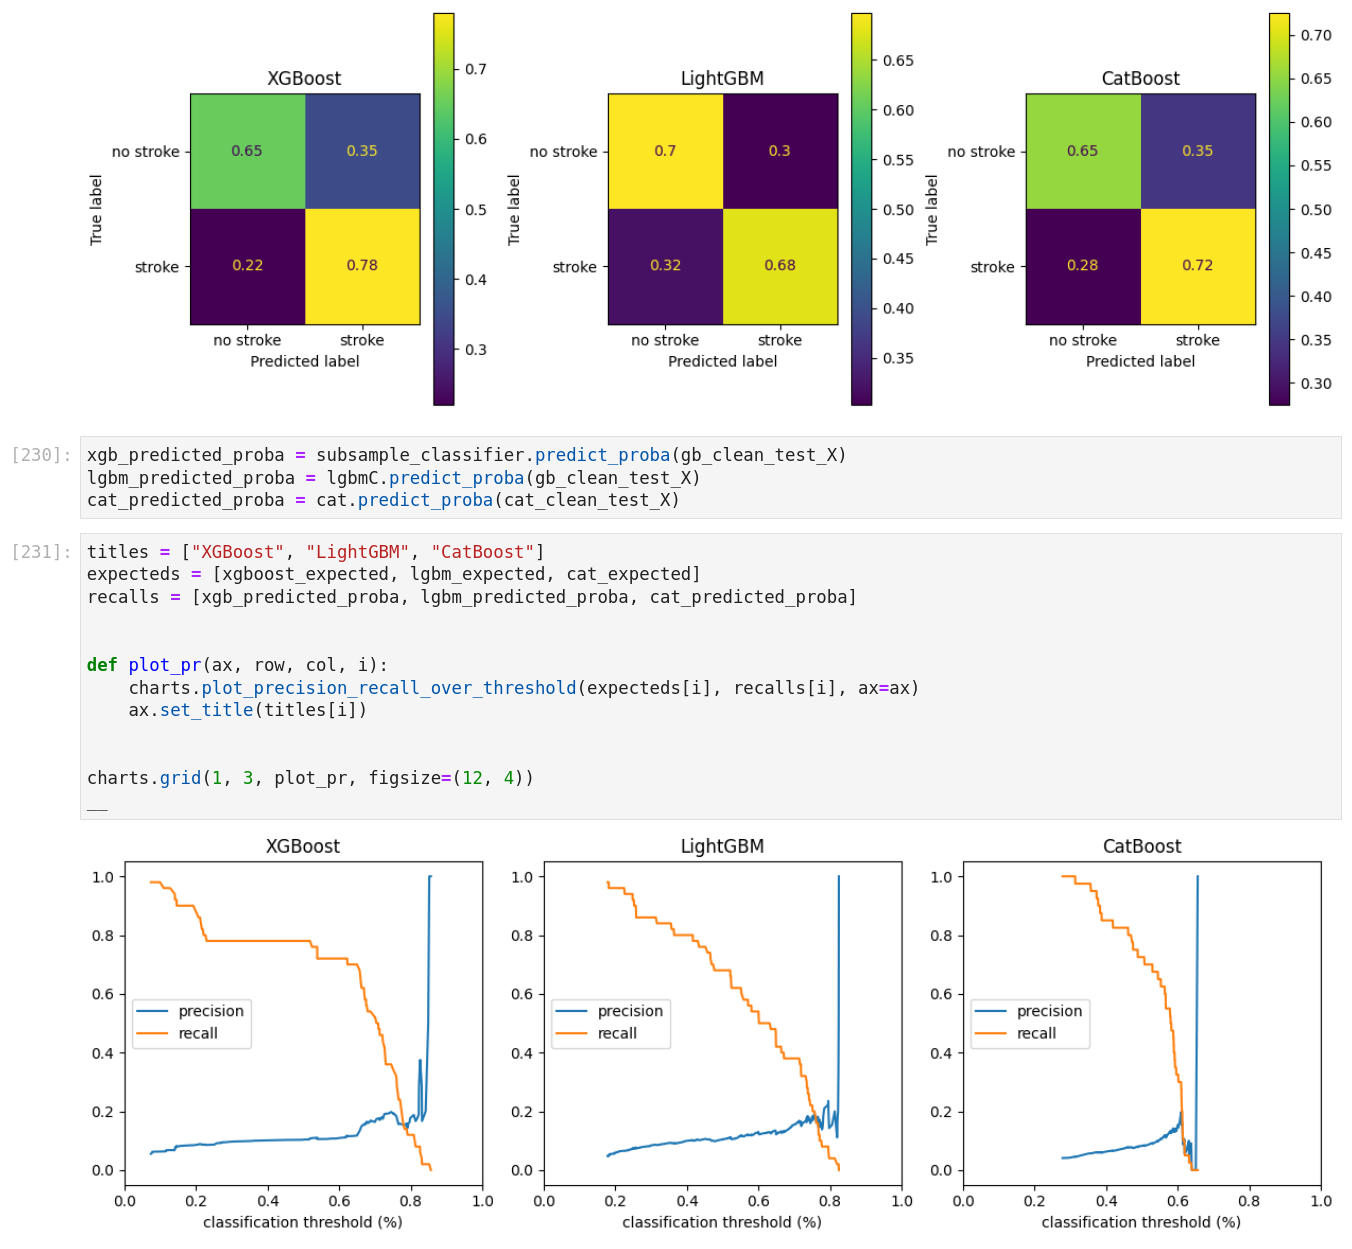 XGBoost
LightGBM
CatBoost
no stroke
stroke
True label
0.65
0.35
0.22
0.78
no stroke
stroke
Predicted label
0.7
0.6
0.5
0.4
0.3
no stroke
stroke
True label
0.7
0.3
0.32
0.68
no stroke
stroke
Predicted label
0.65
0.60
0.55
0.50
0.45
0.40
0.35
no stroke
stroke
True label
0.65
0.35
0.28
0.72
no stroke
stroke
Predicted label
0.70
0.65
0.60
0.55
0.50
0.45
0.40
0.35
0.30
[230]:
xgb_predicted_proba = subsample_classifier.predict_proba(gb_clean_test_X)
lgbm_predicted_proba = lgbmC.predict_proba(gb_clean_test_X)
cat_predicted_proba = cat.predict_proba(cat_clean_test_X)
[231]:
titles = ["XGBoost", "LightGBM", "CatBoost"]
expecteds = [xgboost_expected, lgbm_expected, cat_expected]
recalls = [xgb_predicted_proba, lgbm_predicted_proba, cat_predicted_proba]
def plot_pr(ax, row, col, i):
    charts.plot_precision_recall_over_threshold(expecteds[i], recalls[i], ax=ax)
    ax.set_title(titles[i])
charts.grid(1, 3, plot_pr, figsize=(12, 4))
__
XGBoost
1.0
0.8
0.6
0.4
0.2
0.0
precision
recall
0.0 0.2 0.4 0.6 0.8 1.0
classification threshold (%)
LightGBM
1.0
0.8
0.6
0.4
0.2
0.0
precision
recall
0.0 0.2 0.4 0.6 0.8 1.0
classification threshold (%)
CatBoost
1.0
0.8
0.6
0.4
0.2
0.0
precision
recall
0.0 0.2 0.4 0.6 0.8 1.0
classification threshold (%)